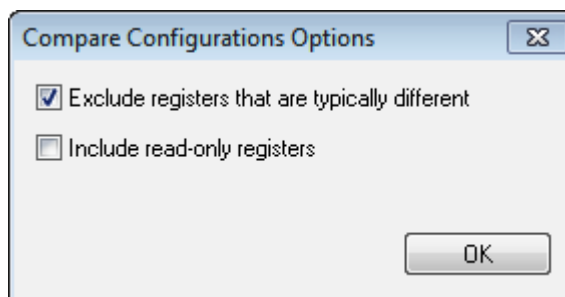 Compare Configurations Options
Exclude registers that are typically different
Include read-only registers
OK